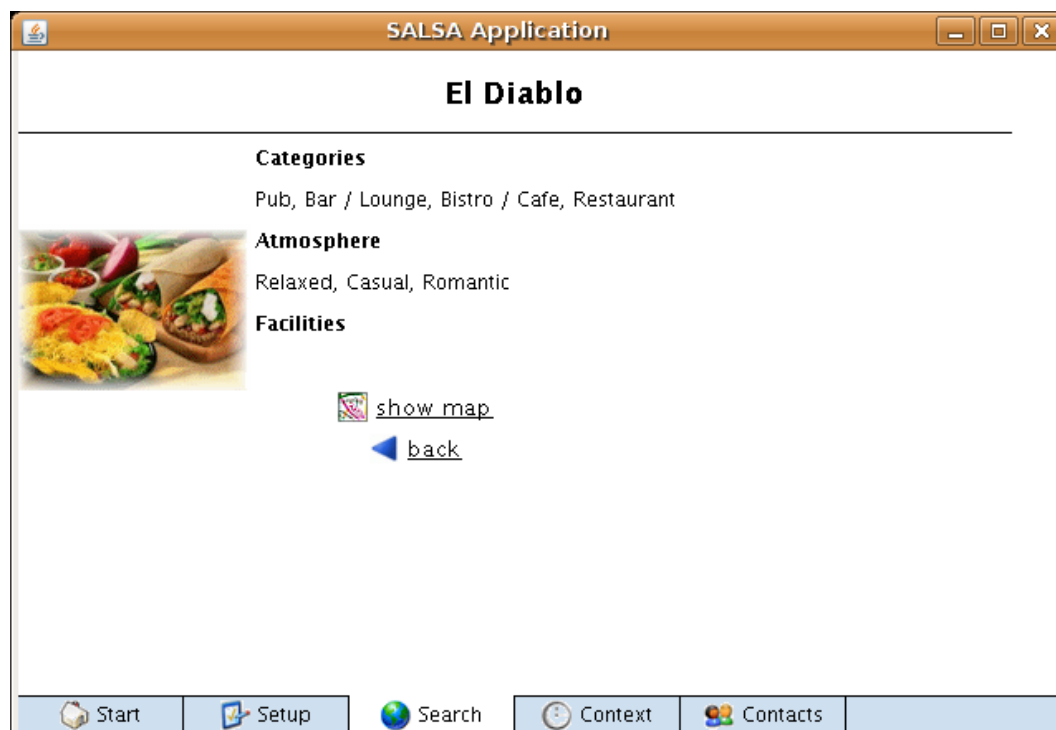 SALSA Application
El Diablo
Categories
Pub, Bar / Lounge, Bistro / Cafe, Restaurant
Atmosphere
Relaxed, Casual, Romantic
Facilities
show map
back
Start Setup Search Context Contacts